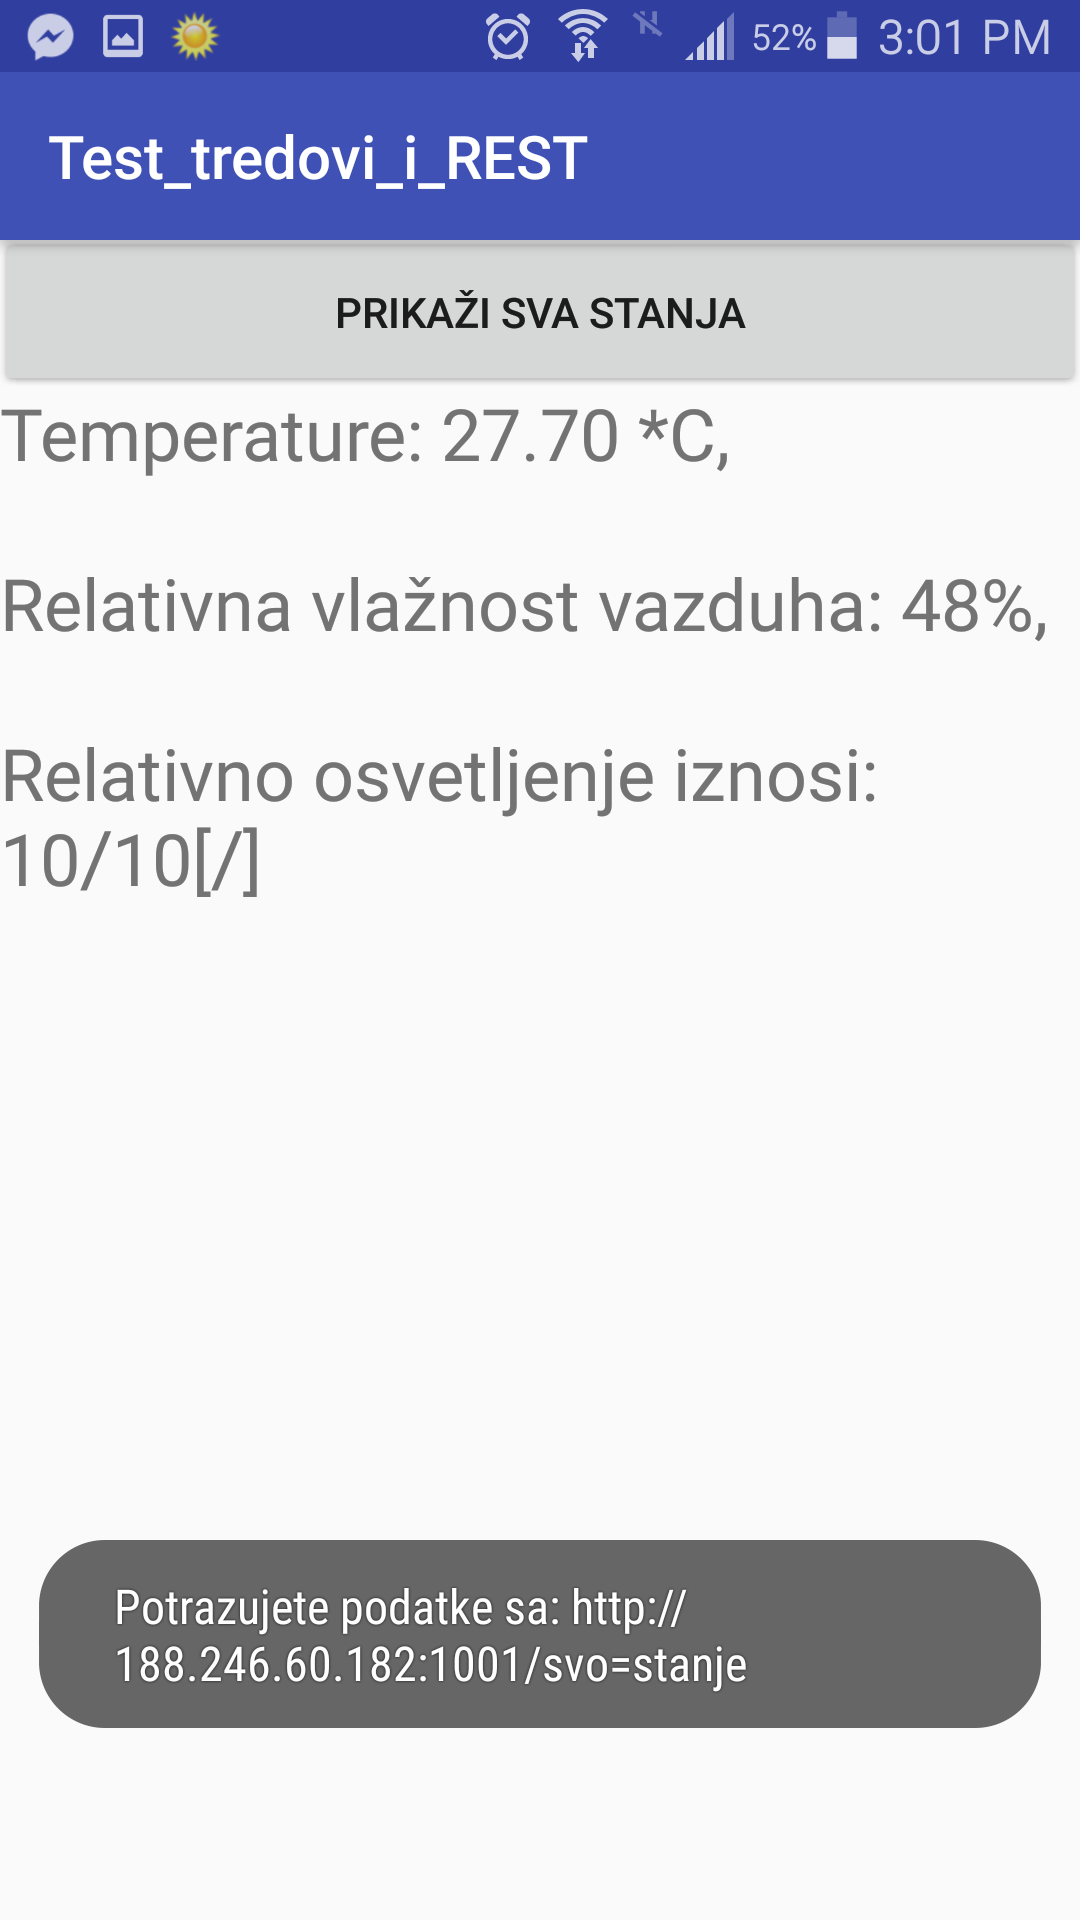 52% 3:01 PM
Test_tredovi_i_REST
PRIKAŽI SVA STANJA
Temperature: 27.70 *C,
Relativna vlažnost vazduha: 48%,
Relativno osvetljenje iznosi:
10/10[/]
Potrazujete podatke sa: http://
188.246.60.182:1001/svo=stanje